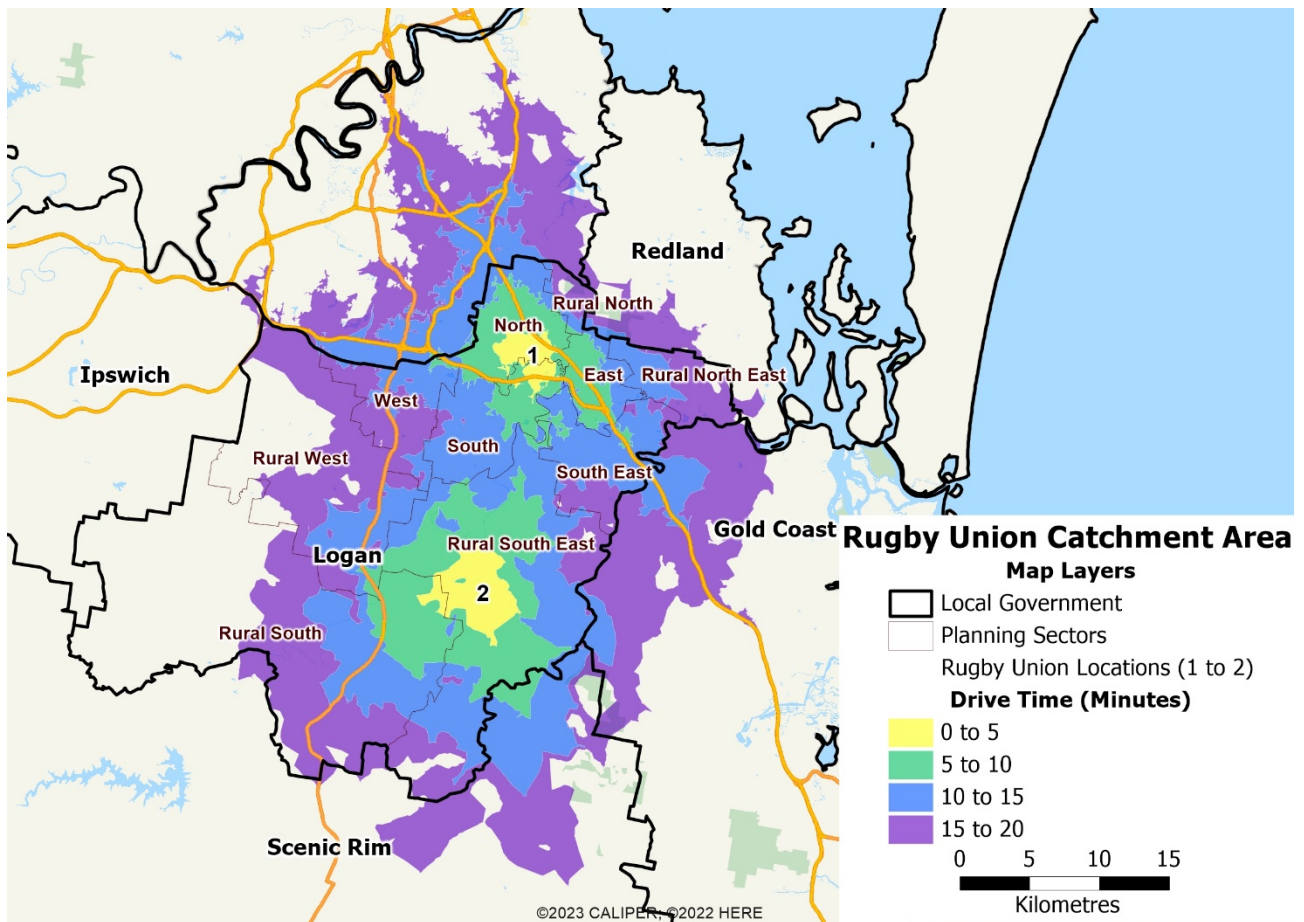 Redland
Rural North
North
1
Ipswich
East
Rural North East
West
South
Rural West
South East
Gold Coast
Logan
Rural South East
2
Rural South
Scenic Rim
©2023 CALIPER; ©2022 HERE
Rugby Union Catchment Area
Map Layers
Local Government
Planning Sectors
Rugby Union Locations (1 to 2)
Drive Time (Minutes)
0 to 5
5 to 10
10 to 15
15 to 20
0 5 10 15
Kilometres